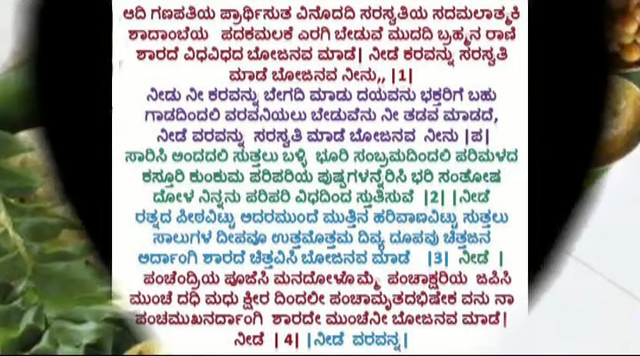 ಆದಿ ಗಣಪತಿಯ ಪ್ರಾರ್ಥಿಸುತ ವಿನೊದದಿ ಸರಸ್ವತಿಯ ಸದಮಲಾತ್ಮಕಿ
ಶಾದಾಂಬೆಯ ಪದಕಮಲಕೆ ಎರಗಿ ಬೇಡುವೆ ಮುದದಿ ಬ್ರಹ್ಮನ ರಾಣಿ
ಶಾರದೆ ವಿಧವಿಧದ ಬೋಜನವ ಮಾಡೆ| ನೀಡೆ ಕರವನ್ನು ಸರಸ್ವತಿ
ಮಾಡೆ ಬೋಜನವ ನೀನು,, |1|
ನೀಡು ನೀ ಕರವನ್ನು ಬೇಗದಿ ಮಾಡು ದಯವನು ಭಕ್ತರಿಗೆ ಬಹು
ಗಾಡದಿಂದಲಿ ವರವನಿಯಲು ಬೇಡುವೆನು ನೀ ತಡವ ಮಾಡದೆ,
ನೀಡೆ ವರವನ್ನು ಸರಸ್ವತಿ ಮಾಡೆ ಬೋಜನವ ನೀನು |ಪ|
ಸಾರಿಸಿ ಅಂದದಲಿ ಸುತ್ತಲು ಬಳ್ಳಿ ಭೂರಿ ಸಂಬ್ರಮದಿಂದಲಿ ಪರಿಮಳದ
ಕಸ್ತೂರಿ ಕುಂಕುಮ ಪರಿಪರಿಯ ಪುಷ್ಪಗಳನ್ನೆರಿಸಿ ಭರಿ ಸಂತೋಷ
ದೋಳ ನಿನ್ನನು ಪರಿಪರಿ ವಿಧದಿಂದ ಸ್ತುತಿಸುವೆ |2| |ನೀಡೆ
ರತ್ನದ ಪೀಠವಿಟ್ಟು ಅದರಮುಂದೆ ಮುತ್ತಿನ ಹರಿವಾಣವಿಟ್ಟು ಸುತ್ತಲು
ಸಾಲುಗಳ ದೀಪವೂ ಉತ್ತಮೊತ್ತಮ ದಿವ್ಯ ದೂಪವು ಚಿತ್ತಜನ
ಅರ್ದಾಂಗಿ ಶಾರದೆ ಚಿತ್ತವಿಸಿ ಬೋಜನವ ಮಾಡೆ |3| ನೀಡೆ |
ಪಂಚೆಂದ್ರಿಯ ಪೂಜೆಸಿ ಮನದೋಳೊಮ್ಮೆ ಪಂಚಾಕ್ಷರಿಯ ಜಪಿಸಿ
ಮುಂಚೆ ದಧಿ ಮಧು ಕ್ಷೀರ ದಿಂದಲೀ ಪಂಚಾಮೃತದಭಿಷೇಕ ವನು ನಾ
ಪಂಚಮುಖನರ್ದಾಂಗಿ ಶಾರದೇ ಮುಂಚೆನೀ ಬೋಜನವ ಮಾಡೆ|
ನೀಡೆ | 4| |ನೀಡೆ ವರವನ್ನ|